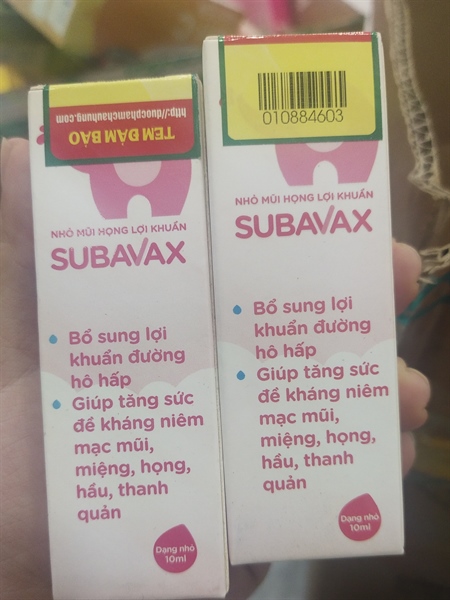 TEM ĐẢM BẢO
http://duocphamchauhung.com
NHỎ MŨI HỌNG LỢI KHUẨN
SUBAVAX
Bổ sung lợi
khuẩn đường
hô hấp
Giúp tăng sức
đề kháng niêm
mạc mũi,
miệng, họng,
hầu, thanh
quản
Dạng nhỏ
10ml
010884603
NHỎ MŨI HỌNG LỢI KHUẨN
SUBAVAX
Bổ sung lợi
khuẩn đường
hô hấp
Giúp tăng sức
đề kháng niêm
mạc mũi,
miệng, họng,
hầu, thanh
quản
Dạng nhỏ
10ml